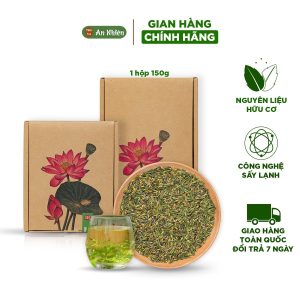 An Nhiên
GIAN HÀNG
CHÍNH HÃNG
1 hộp 150g
NGUYÊN LIỆU
HỮU CƠ
CÔNG NGHỆ
SẤY LẠNH
GIAO HÀNG
TOÀN QUỐC
ĐỔI TRẢ 7 NGÀY